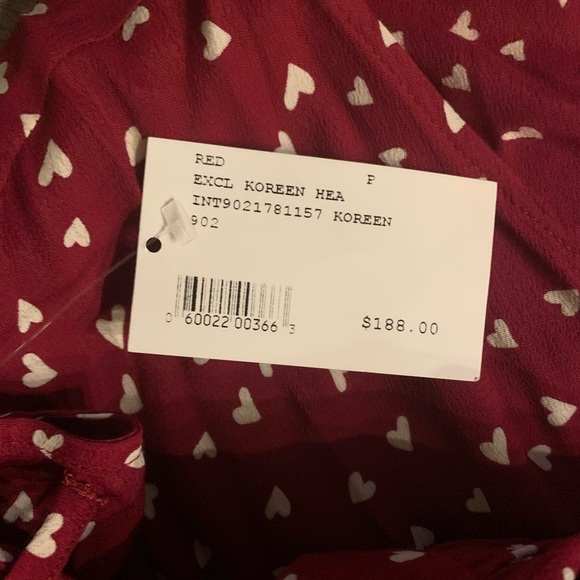 RED P
EXCL KOREEN HEA
INT9021781157 KOREEN
902
0 60022 00366 3
$188.00